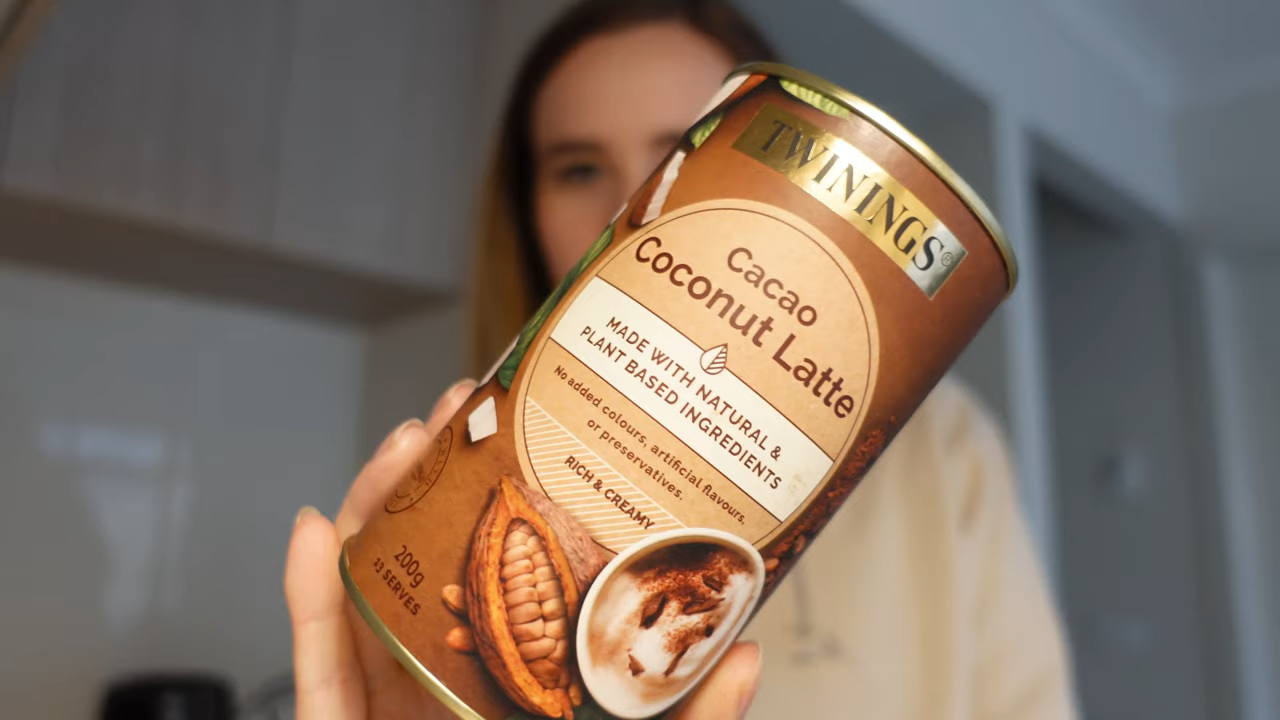 TWININGS®
Cacao
Coconut Latte
MADE WITH NATURAL &
PLANT BASED INGREDIENTS
No added colours, artificial flavours,
or preservatives.
RICH & CREAMY
200g
13 SERVES